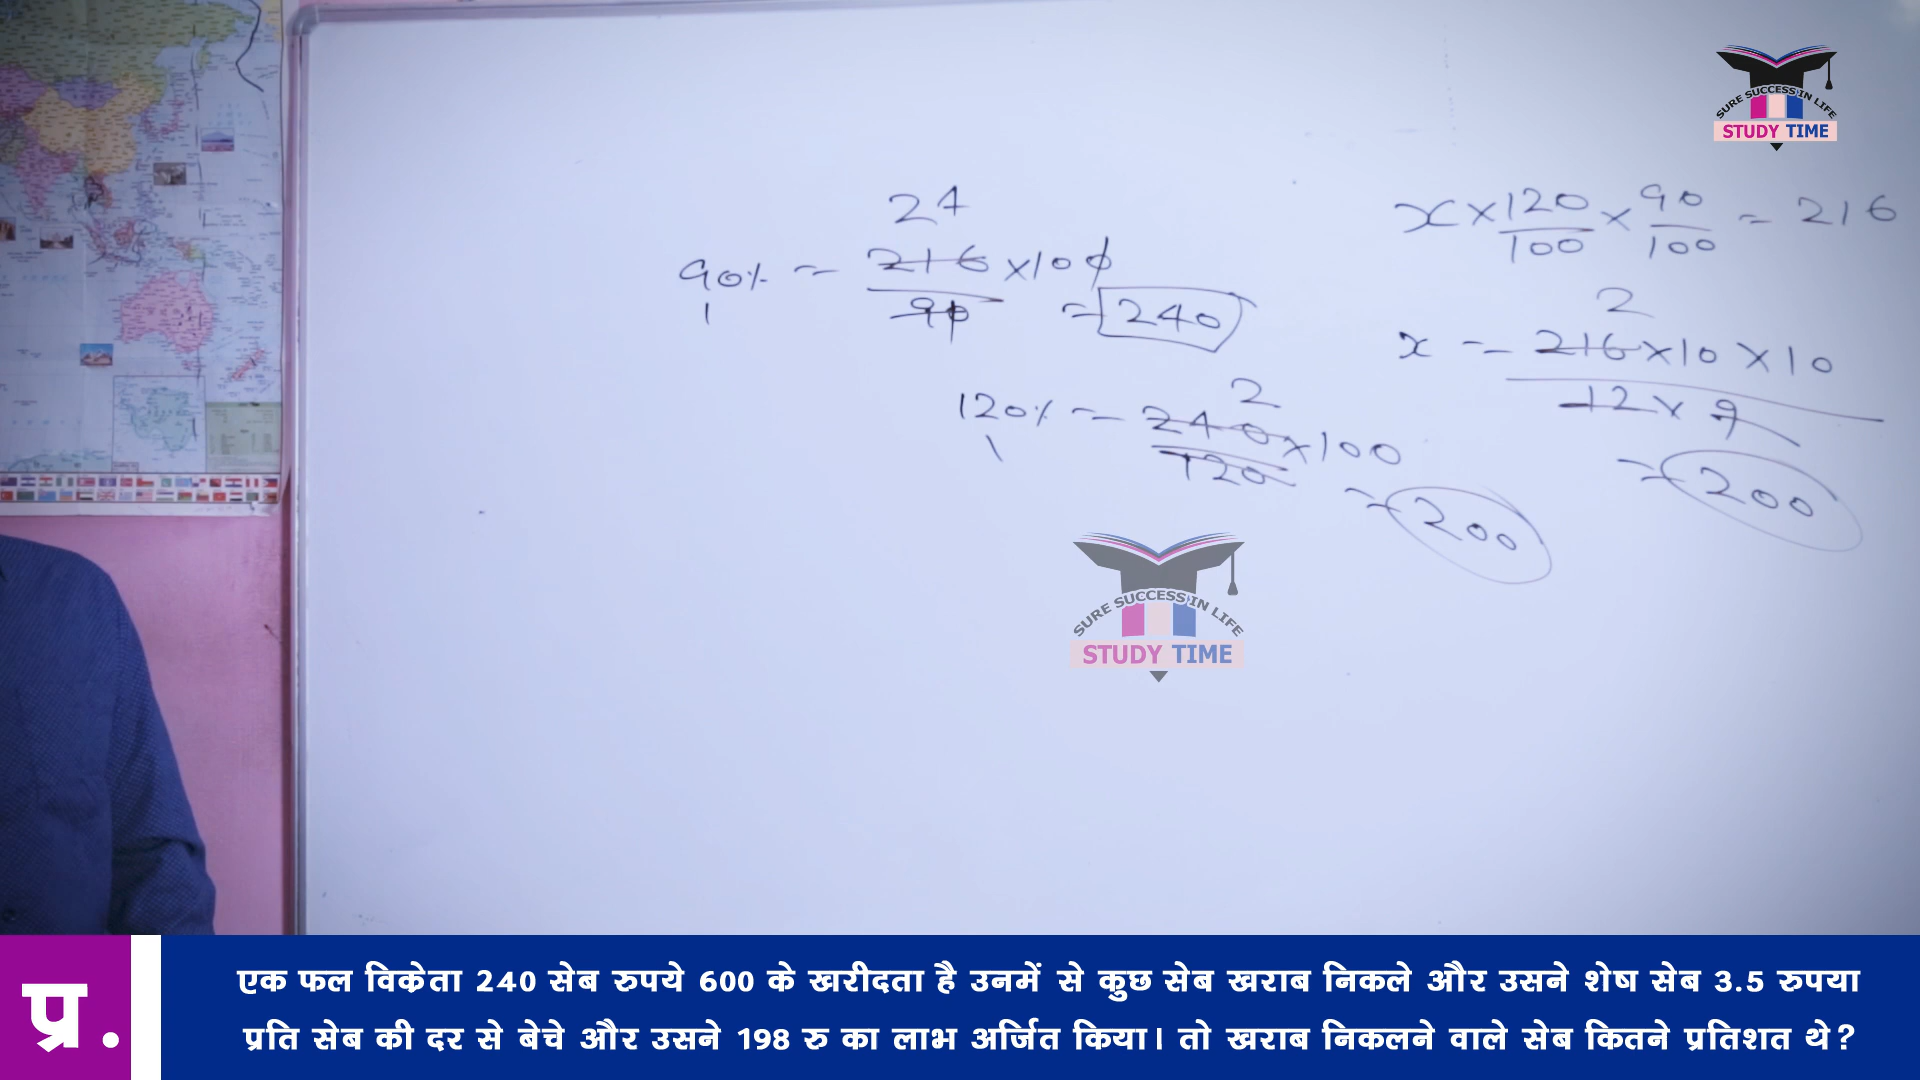 SURE SUCCESS IN LIFE
STUDY TIME
24
90% = 216 × 100
1 90 = 240
120% = 240 2 × 100
1 120 = 200
x × 120 × 90 = 216
100 100
2
x = 216 × 10 × 10
12 × 9
= 200
SURE SUCCESS IN LIFE
STUDY TIME
प्र.
एक फल विक्रेता 240 सेब रुपये 600 के खरीदता है उनमें से कुछ सेब खराब निकले और उसने शेष सेब 3.5 रुपया
प्रति सेब की दर से बेचे और उसने 198 रु का लाभ अर्जित किया। तो खराब निकलने वाले सेब कितने प्रतिशत थे?